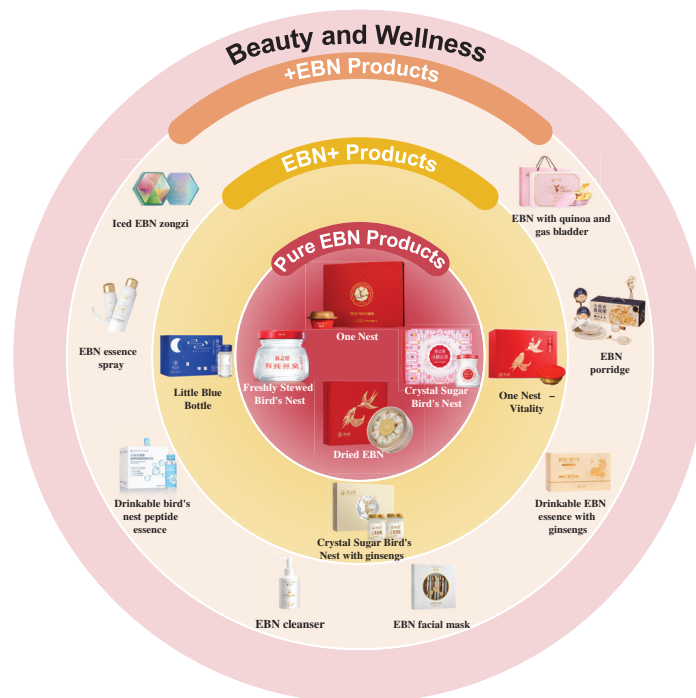 Beauty and Wellness
+EBN Products
EBN+ Products
Pure EBN Products
One Nest
Freshly Stewed
Bird's Nest
Crystal Sugar
Bird's Nest
Dried EBN
Little Blue
Bottle
One Nest –
Vitality
Crystal Sugar Bird's
Nest with ginsengs
Iced EBN zongzi
EBN with quinoa and
gas bladder
EBN essence
spray
EBN
porridge
Drinkable bird's
nest peptide
essence
Drinkable EBN
essence with
ginsengs
EBN cleanser
EBN facial mask